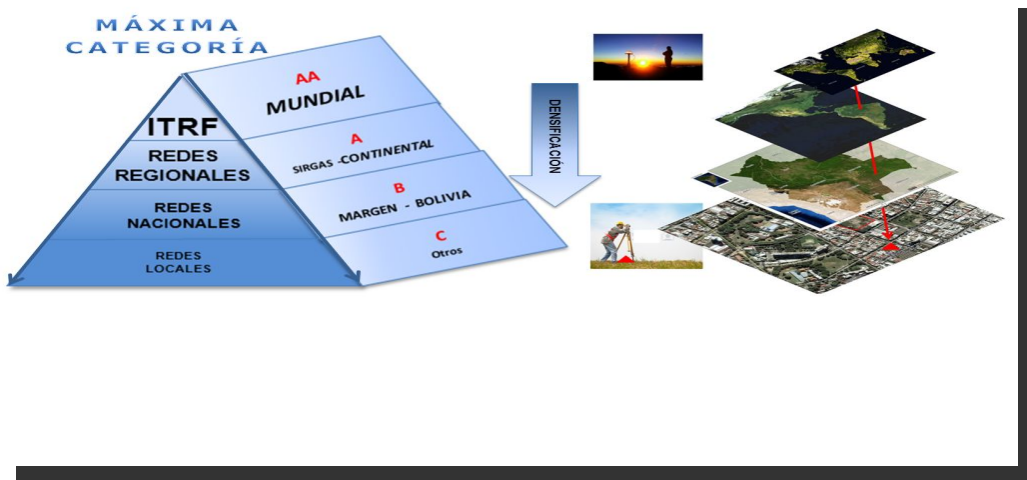 MÁXIMA
CATEGORÍA
ITRF
REDES
REGIONALES
REDES
NACIONALES
REDES
LOCALES
AA
MUNDIAL
A
SIRGAS -CONTINENTAL
B
MARGEN - BOLIVIA
C
Otros
DENSIFICACIÓN